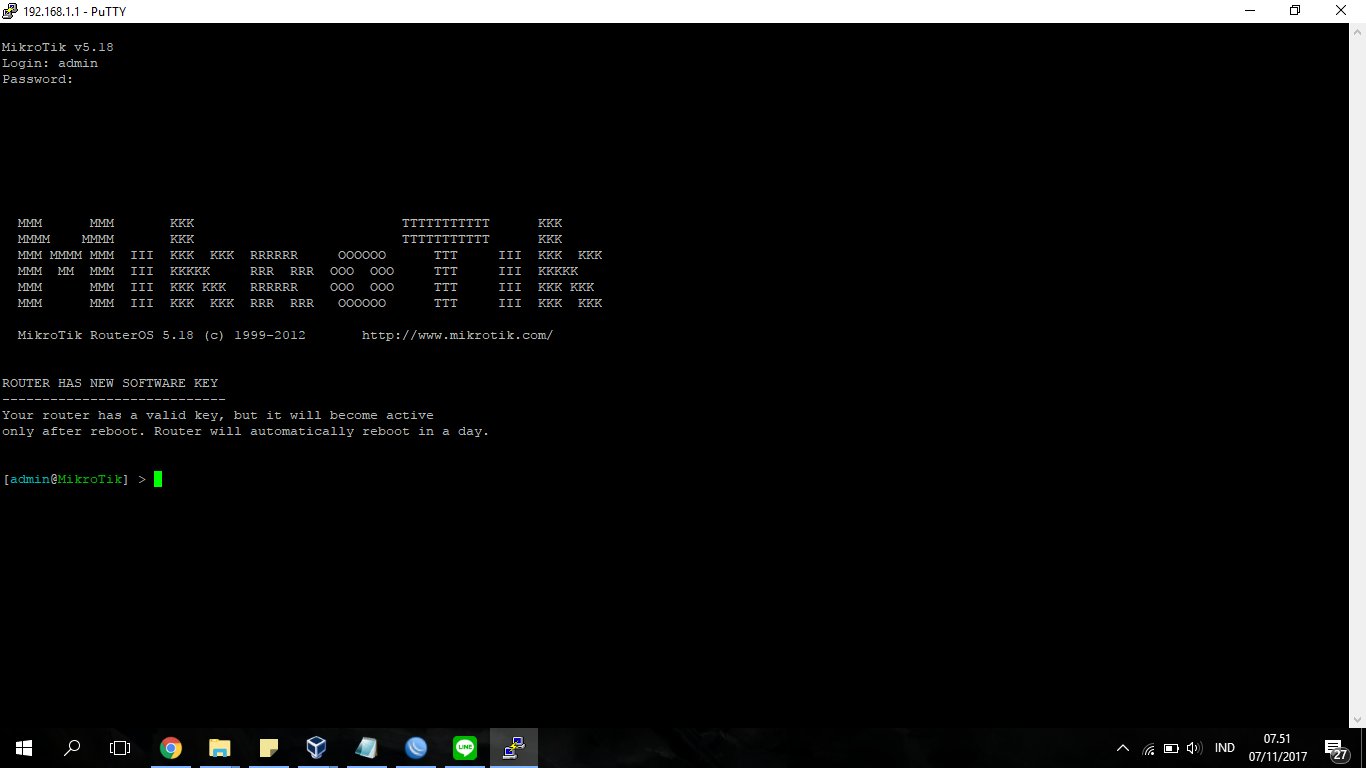 192.168.1.1 - PuTTY
MikroTik v5.18
Login: admin
Password:
  MMM      MMM       KKK                          TTTTTTTTTTT      KKK
  MMMM    MMMM       KKK                          TTTTTTTTTTT      KKK
  MMM MMMM MMM  III  KKK  KKK  RRRRRR     OOOOOO      TTT     III  KKK  KKK
  MMM  MM  MMM  III  KKKKK     RRR  RRR  OOO  OOO     TTT     III  KKKKK
  MMM      MMM  III  KKK KKK   RRRRRR    OOO  OOO     TTT     III  KKK KKK
  MMM      MMM  III  KKK  KKK  RRR  RRR   OOOOOO      TTT     III  KKK  KKK
  MikroTik RouterOS 5.18 (c) 1999-2012       http://www.mikrotik.com/
ROUTER HAS NEW SOFTWARE KEY
----------------------------
Your router has a valid key, but it will become active
only after reboot. Router will automatically reboot in a day.
[admin@MikroTik] >
LINE
IND
07.51
07/11/2017
27